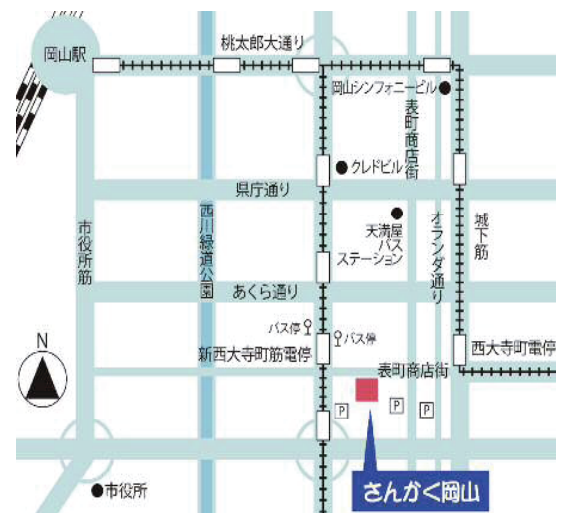 桃太郎大通り
岡山駅
岡山シンフォニービル
表町商店街
クレドビル
県庁通り
市役所筋
西川緑道公園
天満屋
バス
ステーション
オランダ通り
城下筋
あくら通り
バス停
バス停
新西大寺町筋電停
西大寺町電停
N
表町商店街
P
P
P
さんかく岡山
市役所